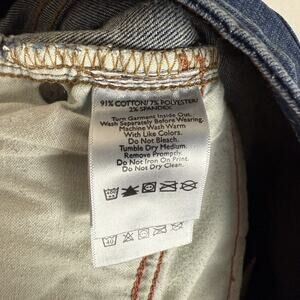 91% COTTON/ 7% POLYESTER/
2% SPANDEX
Turn Garment Inside Out.
Wash Separately Before Wearing.
Machine Wash Warm
With Like Colors.
Do Not Bleach.
Tumble Dry Medium.
Remove Promptly.
Do Not Iron On Print.
Do Not Dry Clean.